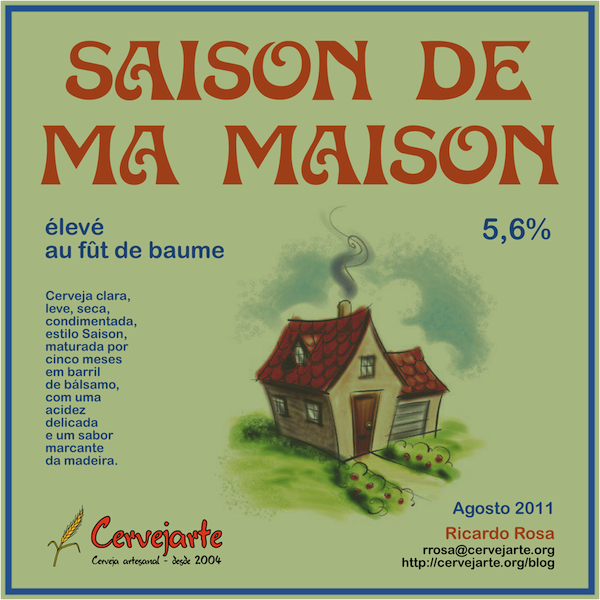 SAISON DE
MA MAISON
élevé
au fût de baume
5,6%
Cerveja clara,
leve, seca,
condimentada,
estilo Saison,
maturada por
cinco meses
em barril
de bálsamo,
com uma
acidez
delicada
e um sabor
marcante
da madeira.
Cervejarte
Cerveja artesanal - desde 2004
Agosto 2011
Ricardo Rosa
rrosa@cervejarte.org
http://cervejarte.org/blog